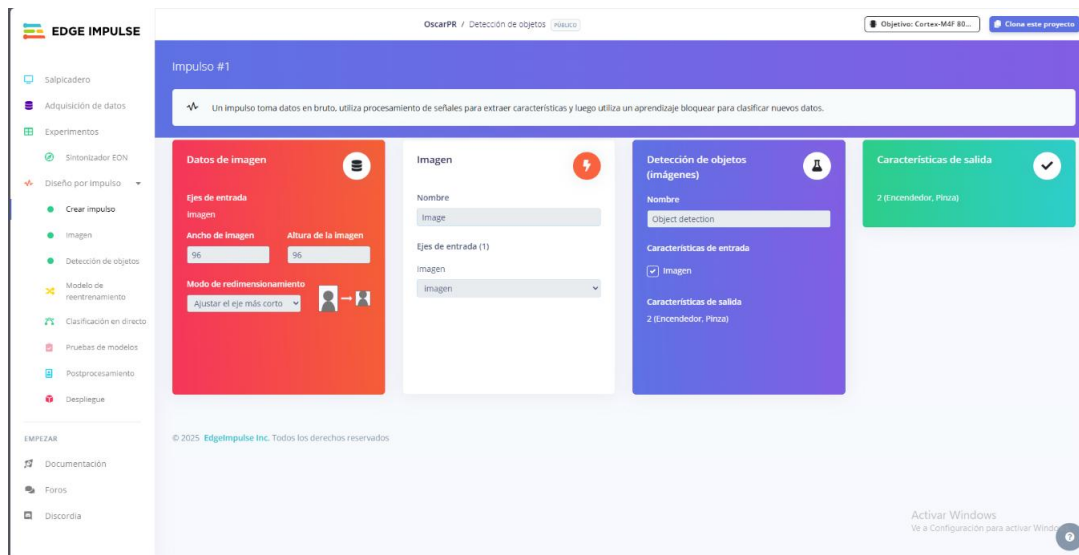 EDGE IMPULSE
OscarPR / Detección de objetos PÚBLICO
Objetivo: Cortex-M4F 80...
Clona este proyecto
Salpicadero
Adquisición de datos
Experimentos
Sintonizador EON
Diseño por impulso
Crear impulso
Imagen
Detección de objetos
Modelo de
reentrenamiento
Clasificación en directo
Pruebas de modelos
Postprocesamiento
Despliegue
EMPEZAR
Documentación
Foros
Discordia
Impulso #1
Un impulso toma datos en bruto, utiliza procesamiento de señales para extraer características y luego utiliza un aprendizaje bloquear para clasificar nuevos datos.
Datos de imagen
Ejes de entrada
Imagen
Ancho de imagen Altura de la imagen
96 96
Modo de redimensionamiento
Ajustar el eje más corto
Imagen
Nombre
Image
Ejes de entrada (1)
Imagen
imagen
Detección de objetos
(imágenes)
Nombre
Object detection
Características de entrada
Imagen
Características de salida
2 (Encendedor, Pinza)
Características de salida
2 (Encendedor, Pinza)
© 2025 EdgeImpulse Inc. Todos los derechos reservados
Activar Windows
Ve a Configuración para activar Windo
?